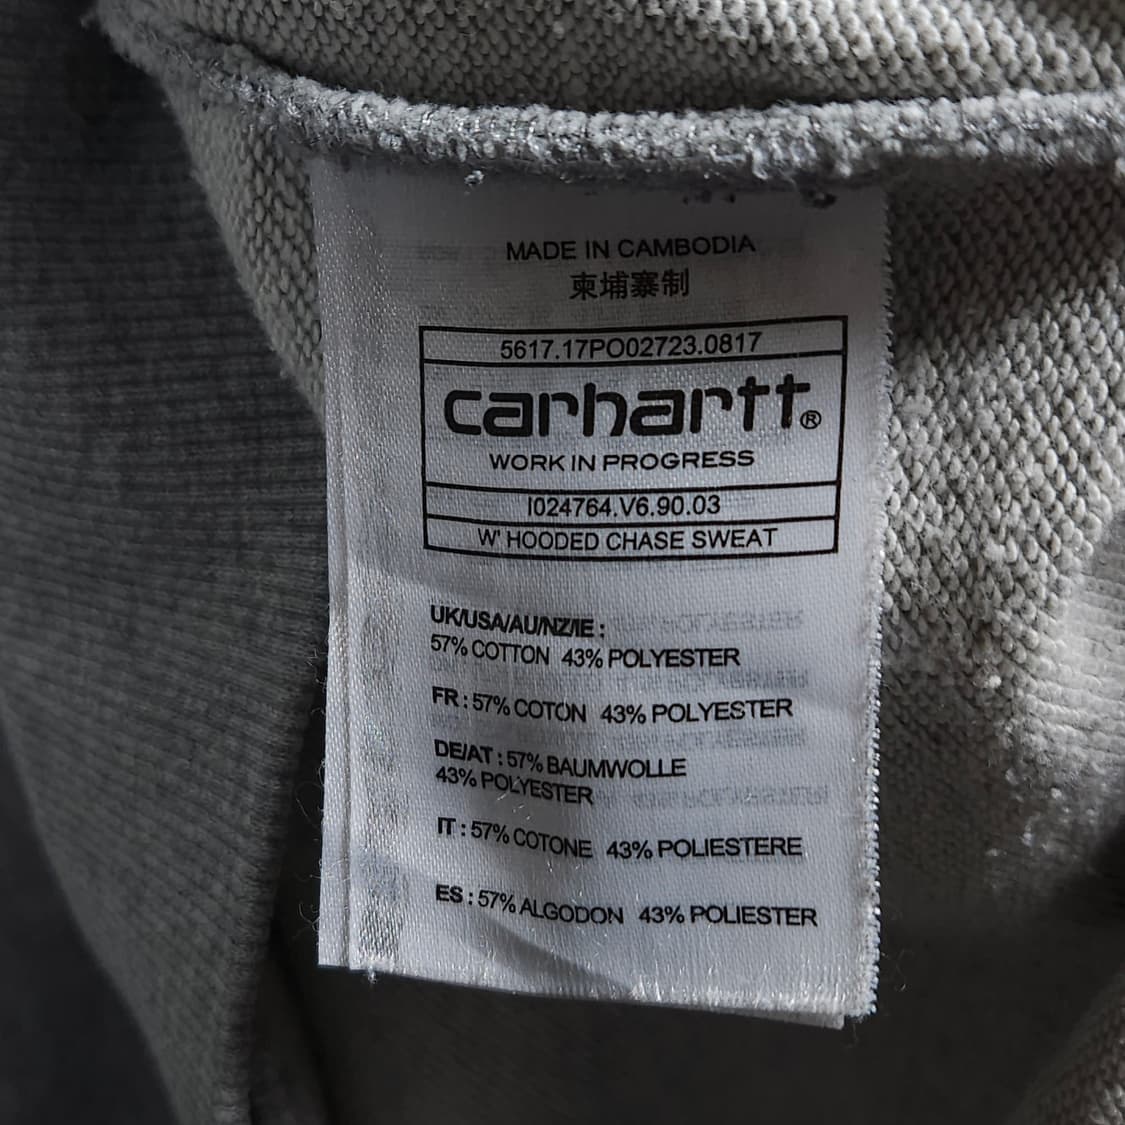 MADE IN CAMBODIA
柬埔寨制
5617.17PO02723.0817
carhartt®
WORK IN PROGRESS
I024764.V6.90.03
W' HOODED CHASE SWEAT
UK/USA/AU/NZ/IE :
57% COTTON 43% POLYESTER
FR : 57% COTON 43% POLYESTER
DE/AT : 57% BAUMWOLLE
43% POLYESTER
IT : 57% COTONE 43% POLIESTERE
ES : 57% ALGODON 43% POLIESTER